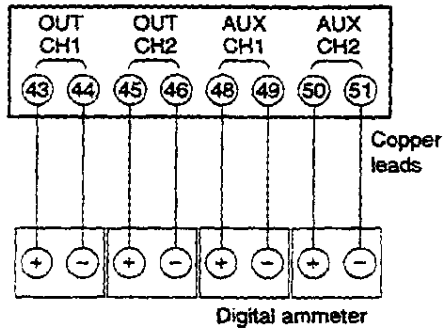 OUT OUT AUX AUX
CH1 CH2 CH1 CH2
43 44 45 46 48 49 50 51
Copper
leads
+ − + − + − + −
Digital ammeter